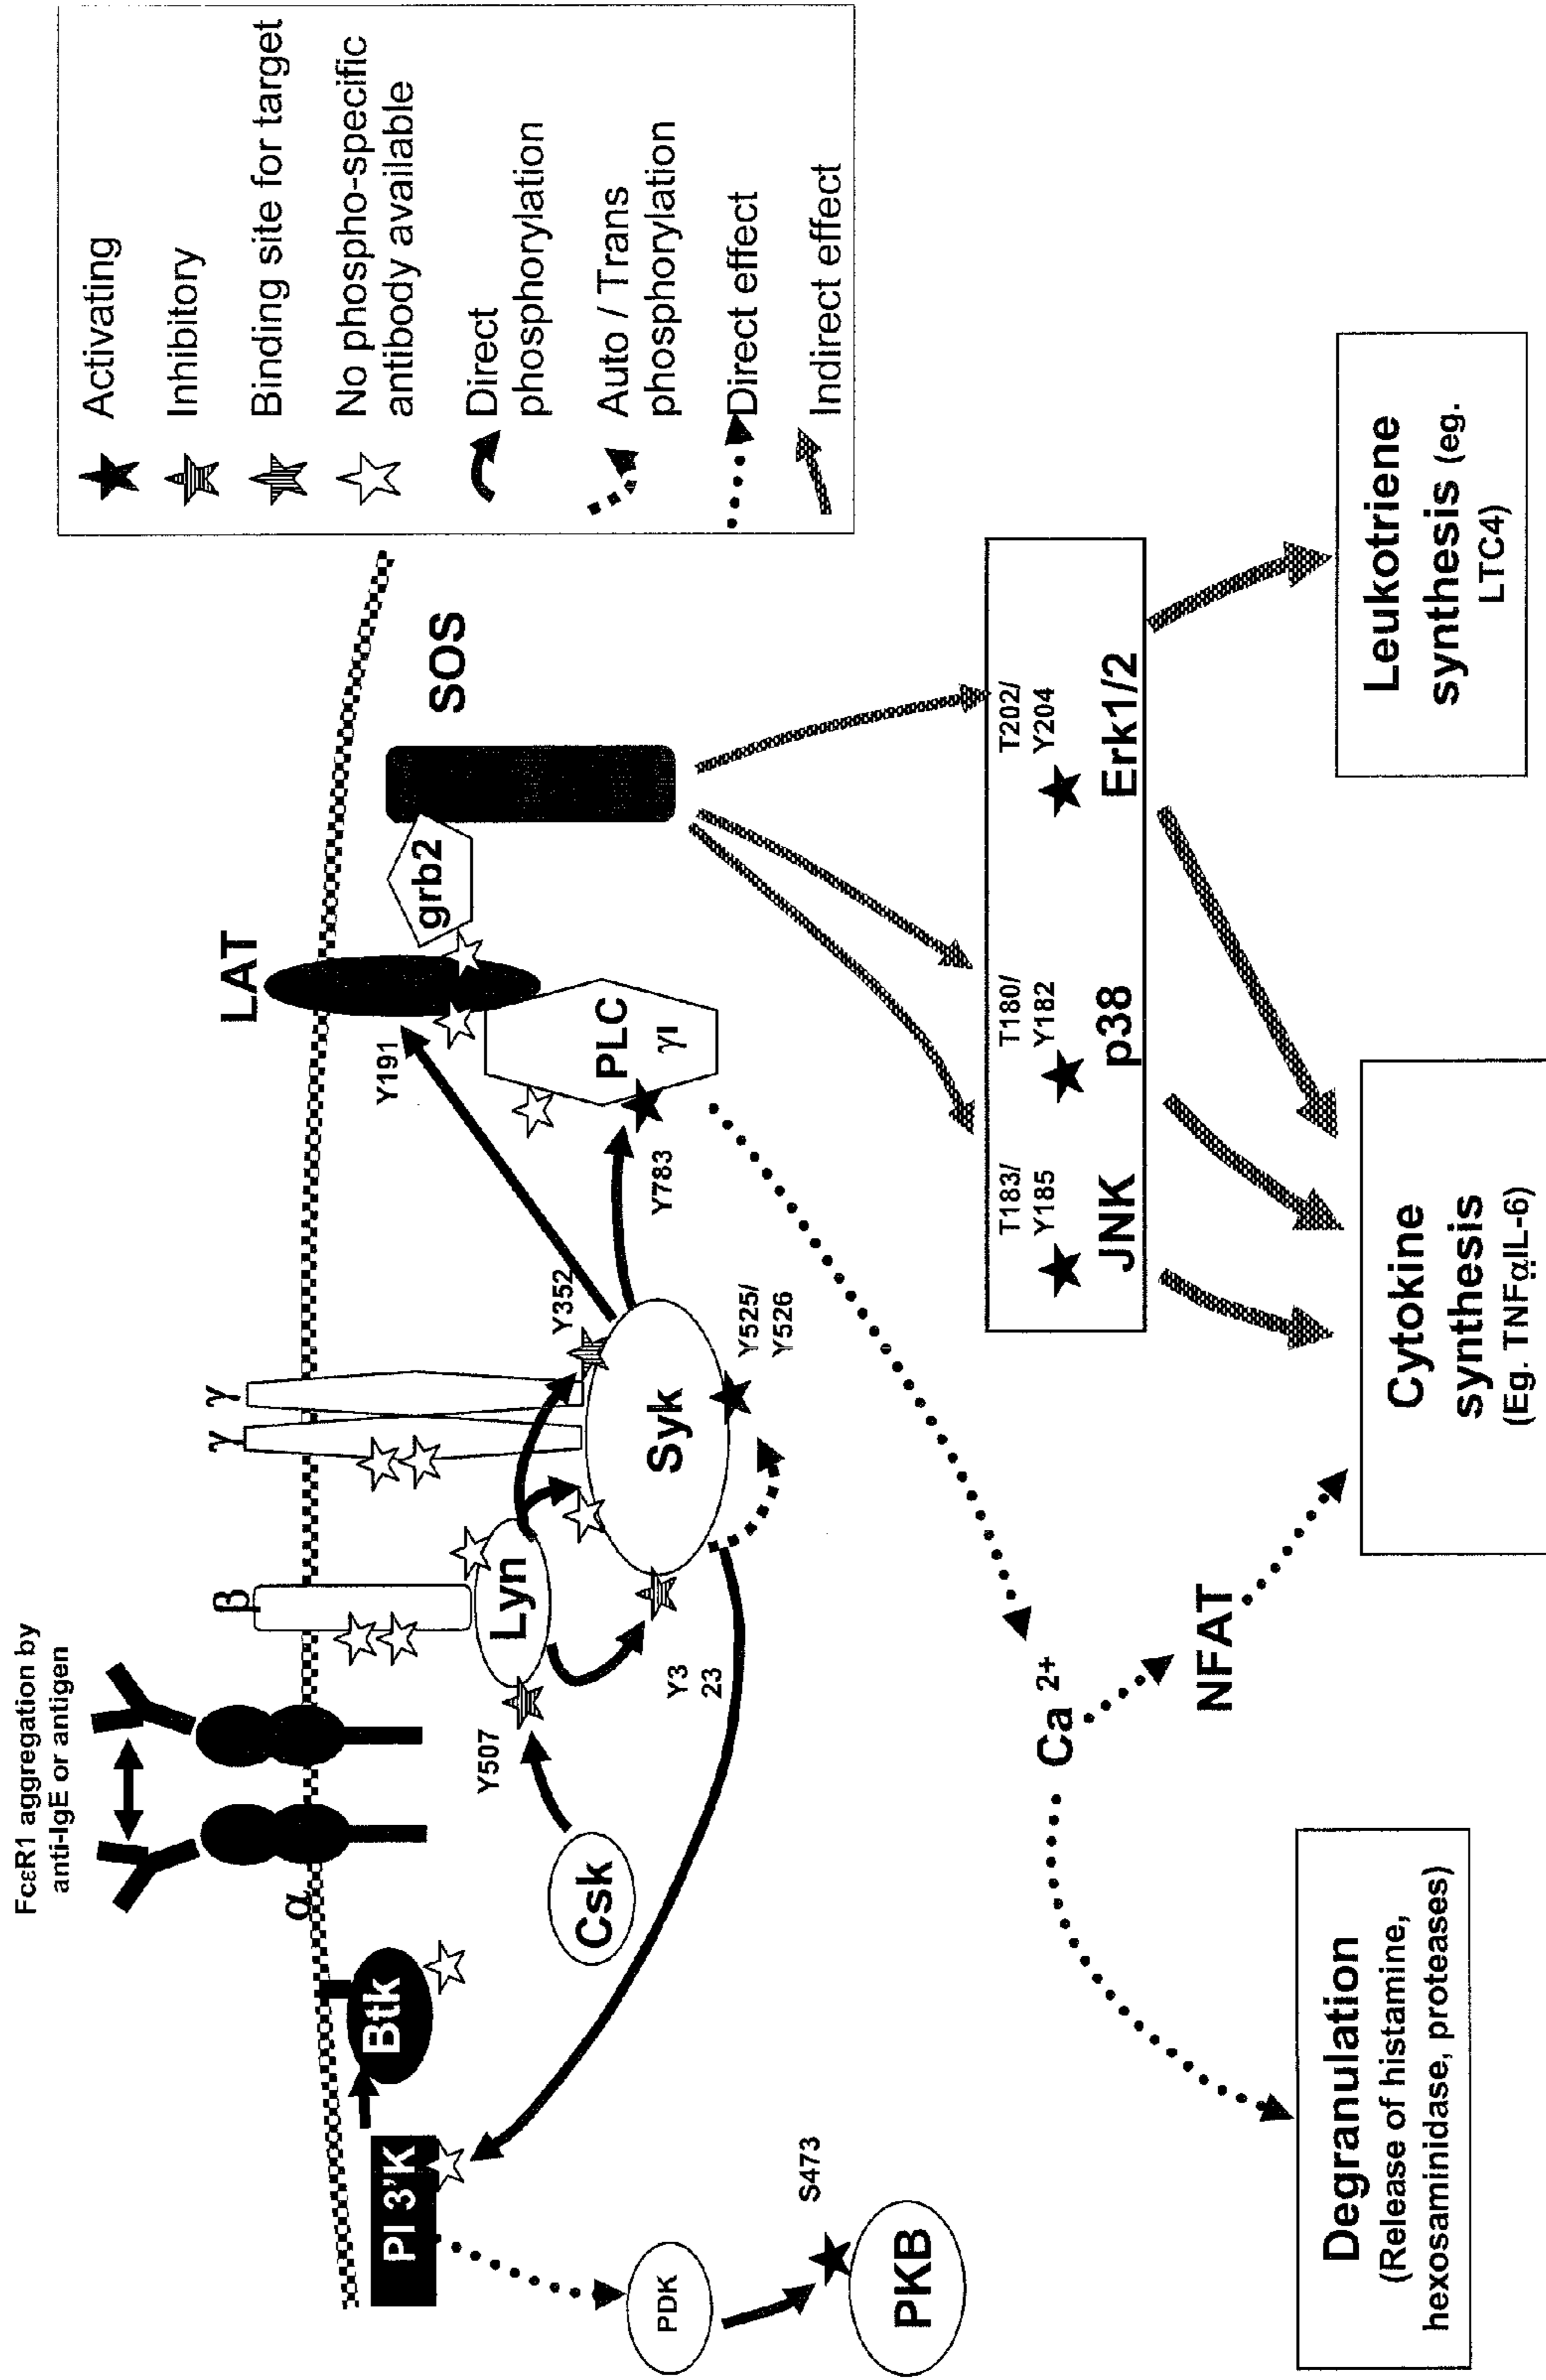 FcεR1 aggregation by
anti-IgE or antigen
α
β
γ
γ
LAT
PI 3'K
Btk
Csk
Lyn
Syk
PLC
γI
grb2
SOS
Y507
Y3
23
Y352
Y525/
Y526
Y191
Y783
PDK
S473
PKB
Ca 2+
NFAT
T183/
Y185
JNK
T180/
Y182
p38
T202/
Y204
Erk1/2
Degranulation
(Release of histamine,
hexosaminidase, proteases)
Cytokine
synthesis
(Eg. TNFαIL-6)
Leukotriene
synthesis (eg.
LTC4)
Activating
Inhibitory
Binding site for target
No phospho-specific
antibody available
Direct
phosphorylation
Auto / Trans
phosphorylation
Direct effect
Indirect effect